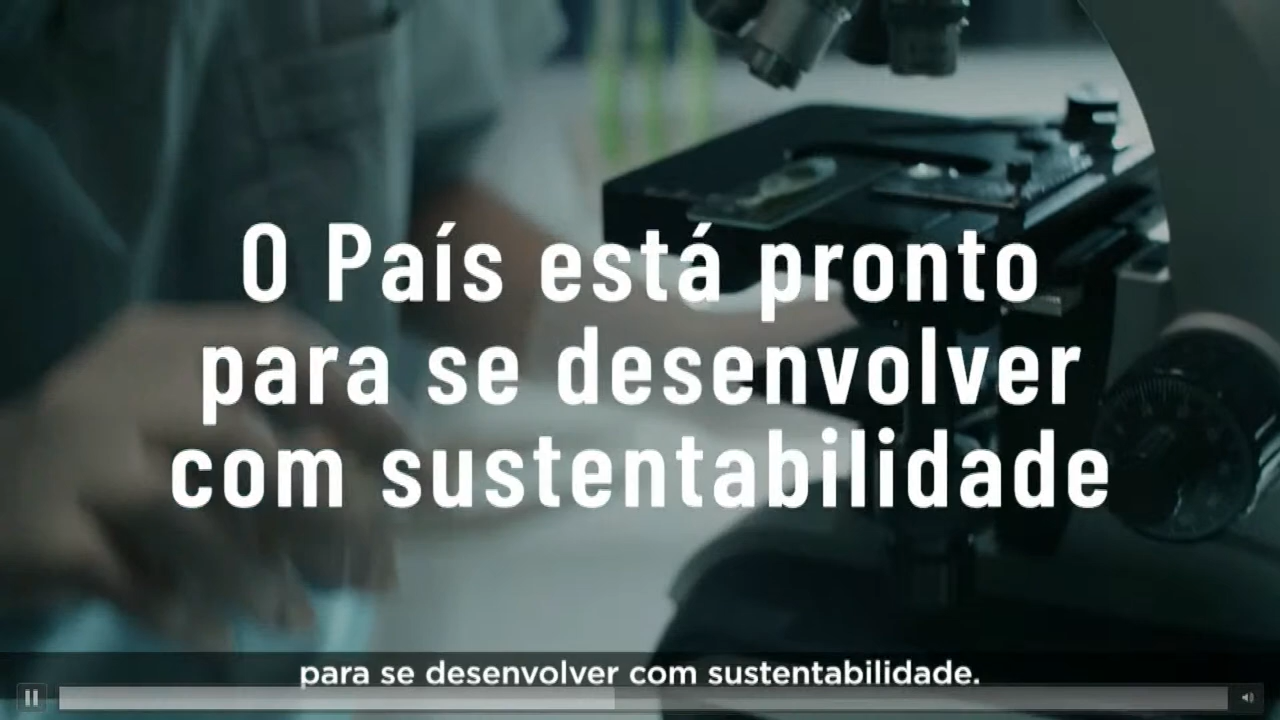 O País está pronto
para se desenvolver
com sustentabilidade
para se desenvolver com sustentabilidade.